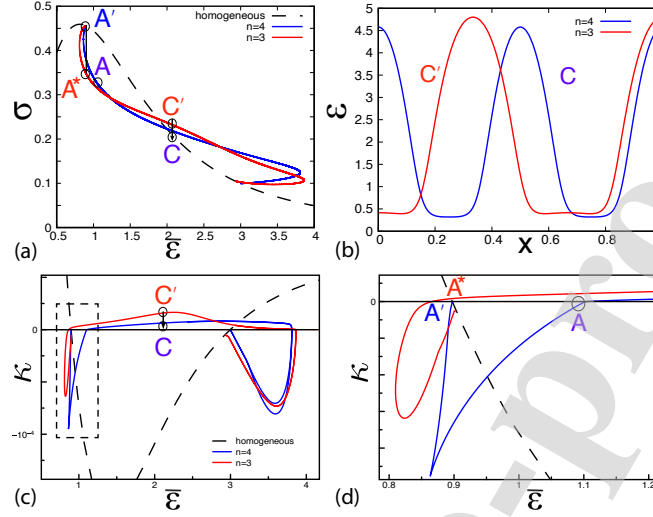 homogeneous
n=4
n=3
A′
A
A*
C′
C
σ
0.5
0.4
0.3
0.2
0.1
0
0.5 1 1.5 2 2.5 3 3.5 4
ε̅
(a)
n=4
n=3
C′
C
ε
5
4.5
4
3.5
3
2.5
2
1.5
1
0.5
0
0.0 0.2 0.4 0.6 0.8
x
(b)
C′
C
κ
0
-10⁻⁴
homogeneous
n=4
n=3
1 2 3 4
ε̅
(c)
A*
A′
A
κ
0
0.9 1 1.1 1.2
0.8
ε̅
(d)
e-pro